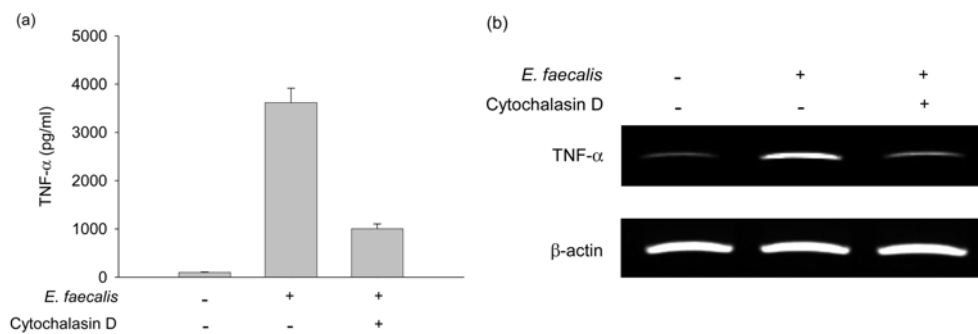 (a)
5000
4000
3000
2000
1000
0
TNF-α (pg/ml)
E. faecalis - + +
Cytochalasin D - - +
(b)
E. faecalis - + +
Cytochalasin D - - +
TNF-α
β-actin